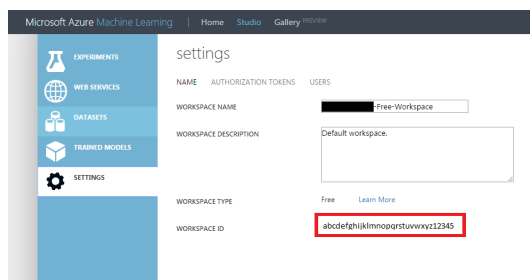 Microsoft Azure Machine Learning | Home Studio Gallery PREVIEW
EXPERIMENTS
WEB SERVICES
DATASETS
TRAINED MODELS
SETTINGS
settings
NAME AUTHORIZATION TOKENS USERS
WORKSPACE NAME -Free-Workspace
WORKSPACE DESCRIPTION Default workspace.
WORKSPACE TYPE Free Learn More
WORKSPACE ID abcdefghijklmnopqrstuvwxyz12345